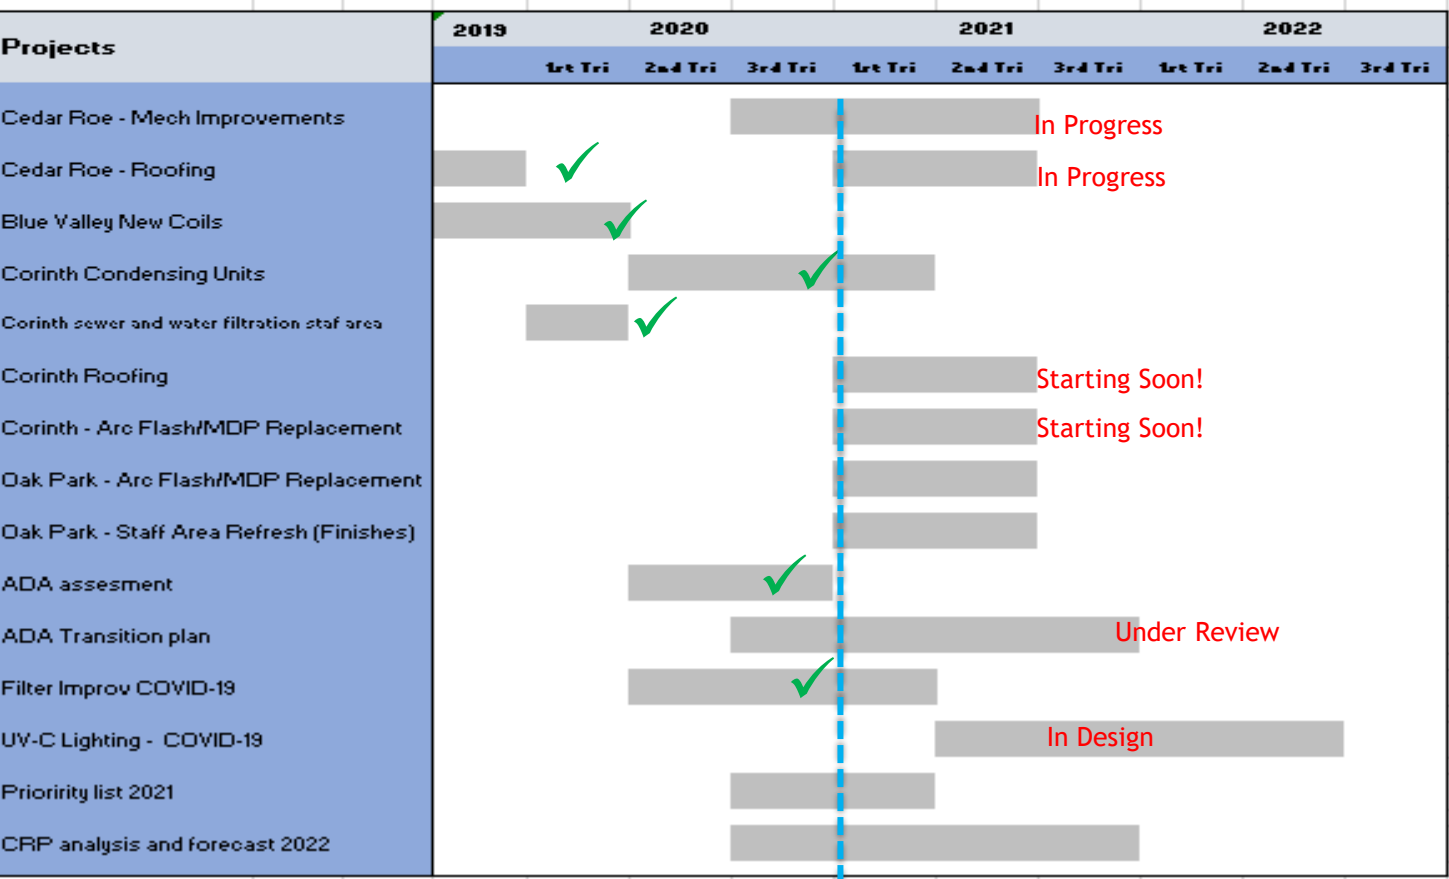 2019 2020 2021 2022
Projects
1st Tri 2nd Tri 3rd Tri 1st Tri 2nd Tri 3rd Tri 1st Tri 2nd Tri 3rd Tri
Cedar Roe - Mech Improvements In Progress
Cedar Roe - Roofing In Progress
Blue Valley New Coils
Corinth Condensing Units
Corinth sewer and water filtration staf area
Corinth Roofing Starting Soon!
Corinth - Arc Flash/MDP Replacement Starting Soon!
Oak Park - Arc Flash/MDP Replacement
Oak Park - Staff Area Refresh (Finishes)
ADA assesment
ADA Transition plan Under Review
Filter Improv COVID-19
UV-C Lighting - COVID-19 In Design
Prioririty list 2021
CRP analysis and forecast 2022